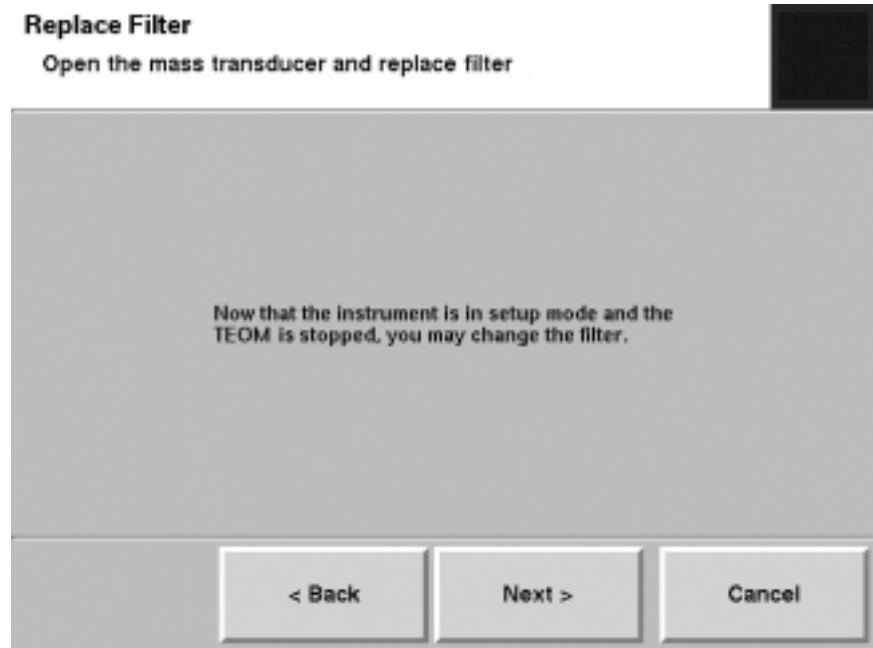 Replace Filter
Open the mass transducer and replace filter
Now that the instrument is in setup mode and the
TEOM is stopped, you may change the filter.
< Back
Next >
Cancel